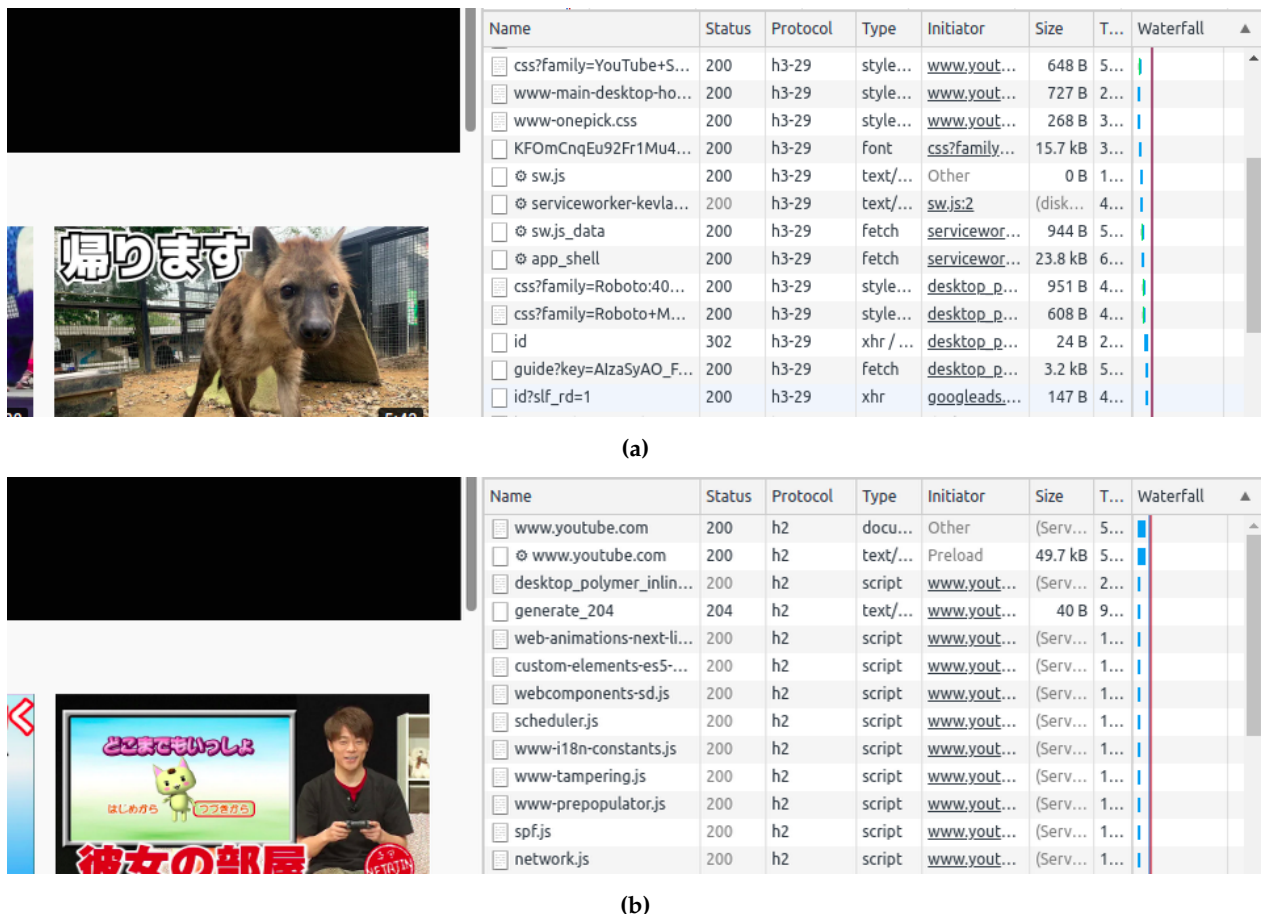 Name Status Protocol Type Initiator Size T... Waterfall
css?family=YouTube+S... 200 h3-29 style... www.yout... 648 B 5...
www-main-desktop-ho... 200 h3-29 style... www.yout... 727 B 2...
www-onepick.css 200 h3-29 style... www.yout... 268 B 3...
KFOmCnqEu92Fr1Mu4... 200 h3-29 font css?family... 15.7 kB 3...
sw.js 200 h3-29 text/... Other 0 B 1...
serviceworker-kevla... 200 h3-29 text/... sw.js:2 (disk... 4...
sw.js_data 200 h3-29 fetch servicewor... 944 B 5...
app_shell 200 h3-29 fetch servicewor... 23.8 kB 6...
css?family=Roboto:40... 200 h3-29 style... desktop_p... 951 B 4...
css?family=Roboto+M... 200 h3-29 style... desktop_p... 608 B 4...
id 302 h3-29 xhr / ... desktop_p... 24 B 2...
guide?key=AIzaSyAO_F... 200 h3-29 fetch desktop_p... 3.2 kB 5...
id?slf_rd=1 200 h3-29 xhr googleads.... 147 B 4...
帰ります
(a)
Name Status Protocol Type Initiator Size T... Waterfall
www.youtube.com 200 h2 docu... Other (Serv... 5...
www.youtube.com 200 h2 text/... Preload 49.7 kB 5...
desktop_polymer_inlin... 200 h2 script www.yout... (Serv... 2...
generate_204 204 h2 text/... www.yout... 40 B 9...
web-animations-next-li... 200 h2 script www.yout... (Serv... 1...
custom-elements-es5-... 200 h2 script www.yout... (Serv... 1...
webcomponents-sd.js 200 h2 script www.yout... (Serv... 1...
scheduler.js 200 h2 script www.yout... (Serv... 1...
www-i18n-constants.js 200 h2 script www.yout... (Serv... 1...
www-tampering.js 200 h2 script www.yout... (Serv... 1...
www-prepopulator.js 200 h2 script www.yout... (Serv... 1...
spf.js 200 h2 script www.yout... (Serv... 1...
network.js 200 h2 script www.yout... (Serv... 1...
く
どこまでもいっしょ
はじめから つづきから
彼女の部屋
(b)